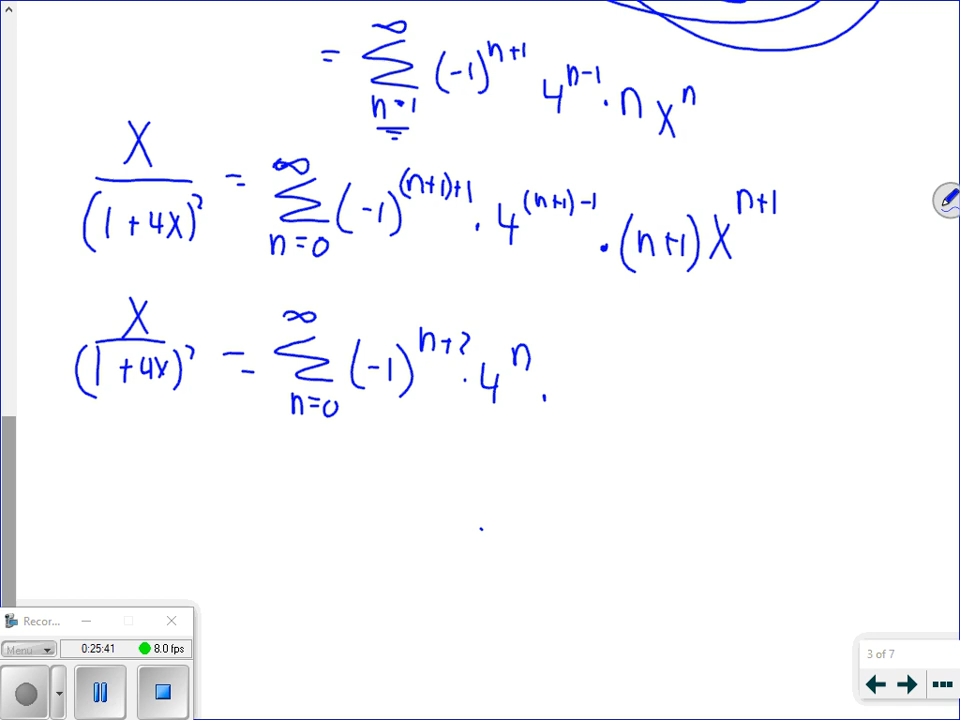 = ∞ Σ n=1 (-1)^{n+1} 4^{n-1} · n x^n
x/(1+4x)^2 = ∞ Σ n=0 (-1)^{(n+1)+1} · 4^{(n+1)-1} · (n+1) x^{n+1}
x/(1+4x)^2 = ∞ Σ n=0 (-1)^{n+2} · 4^n ·
Recor...
Menu
0:25:41
8.0 fps
3 of 7